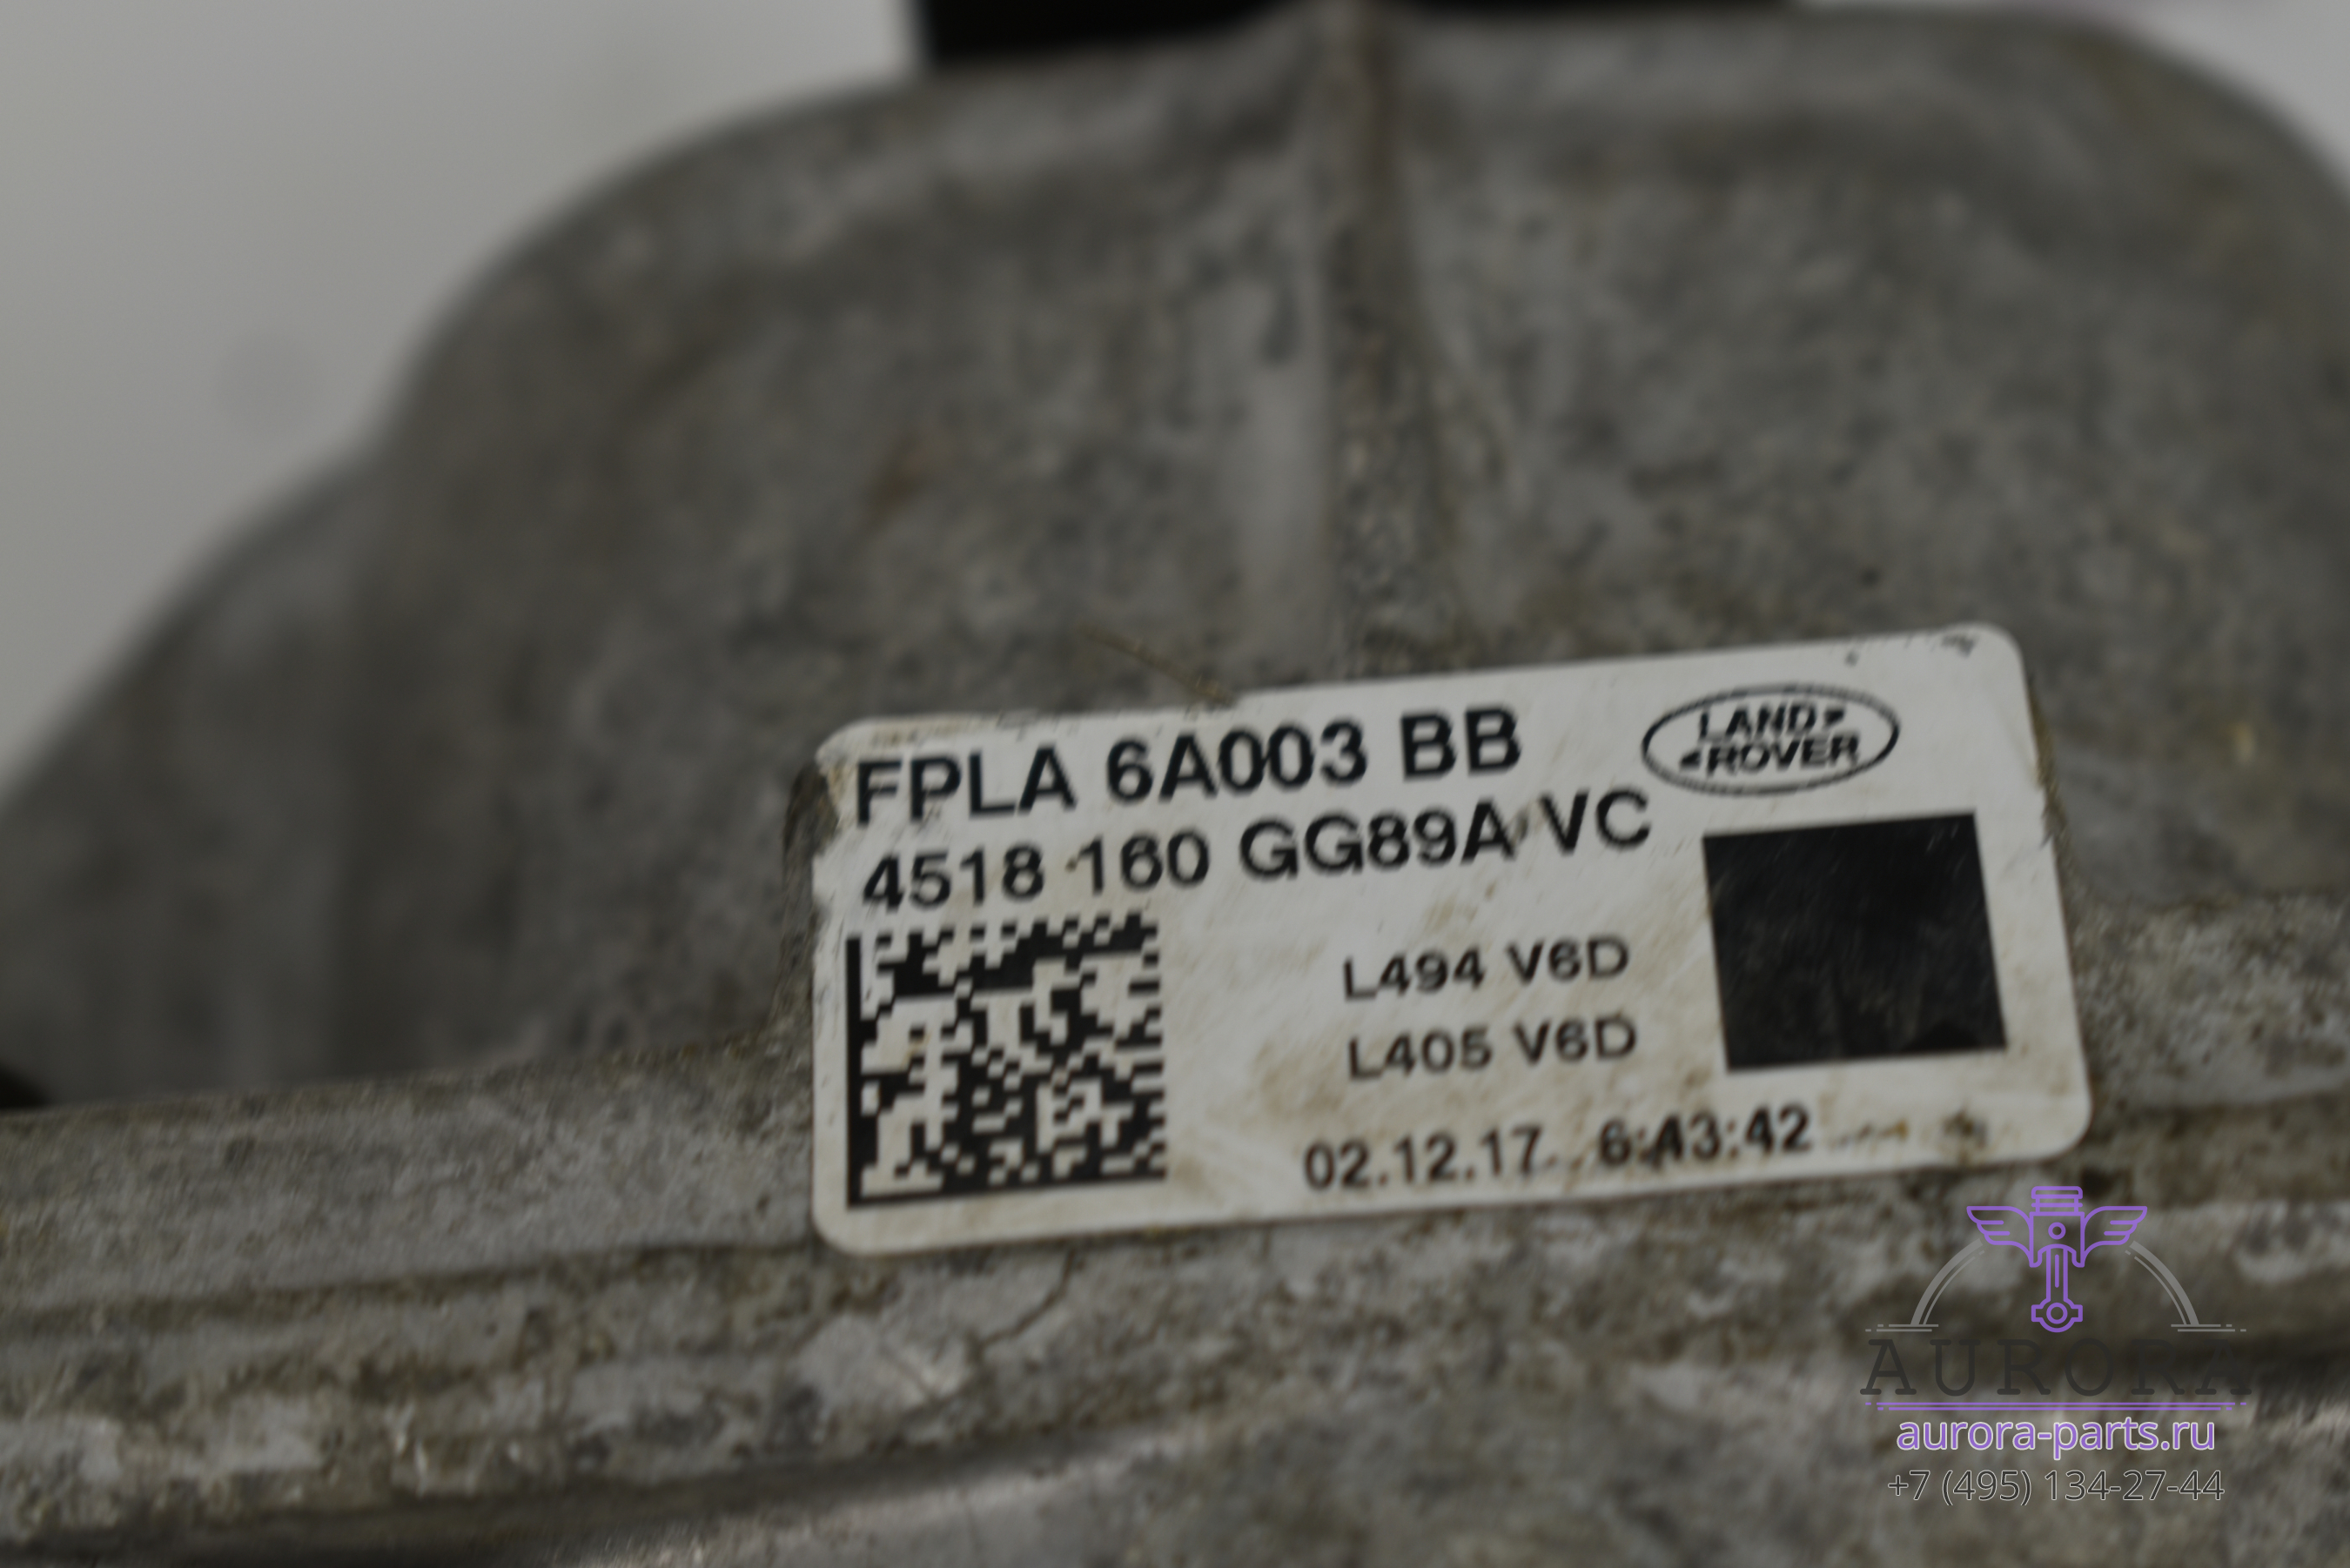 FPLA 6A003 BB
LAND
ROVER
4518 160 GG89A VC
L494 V6D
L405 V6D
02.12.17 6:43:42
AURORA
aurora-parts.ru
+7 (495) 134-27-44